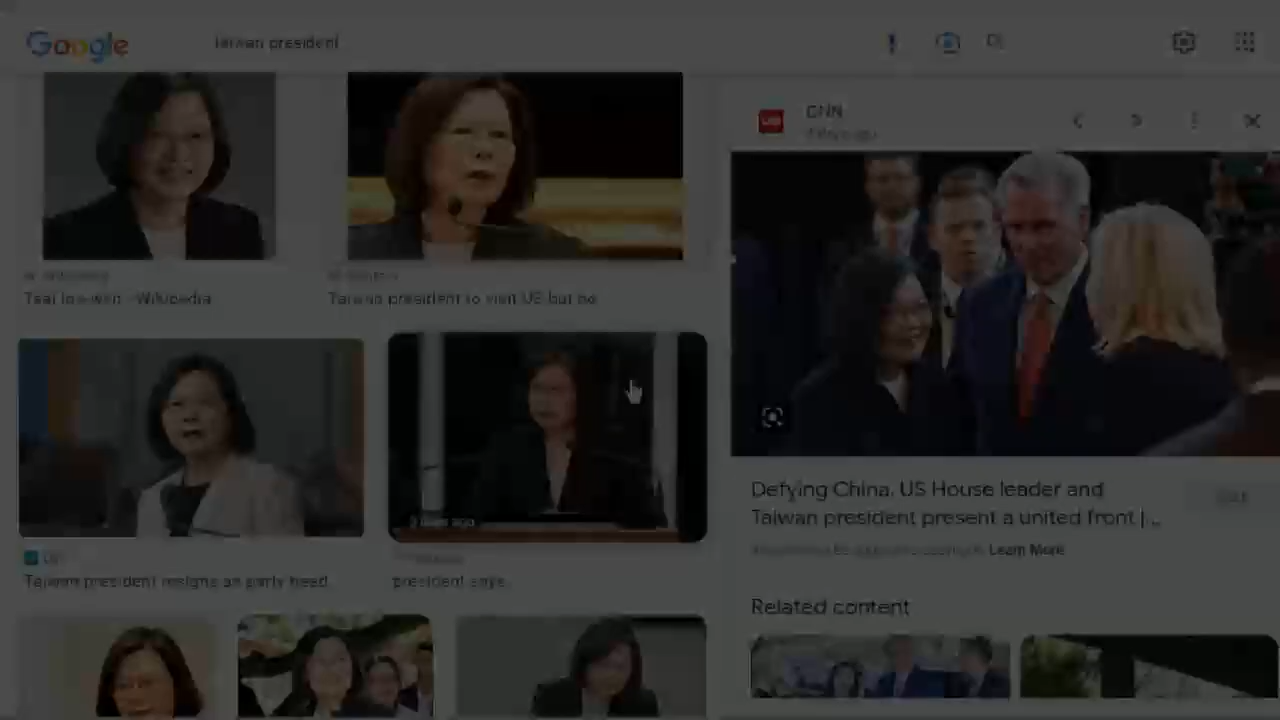 Google
Taiwan president
CNN
Tsai Ing-wen - Wikipedia
Taiwan president to visit US but no
Defying China, US House leader and
Taiwan president present a united front | ...
Learn More
Taiwan president resigns as party head
president says
Related content